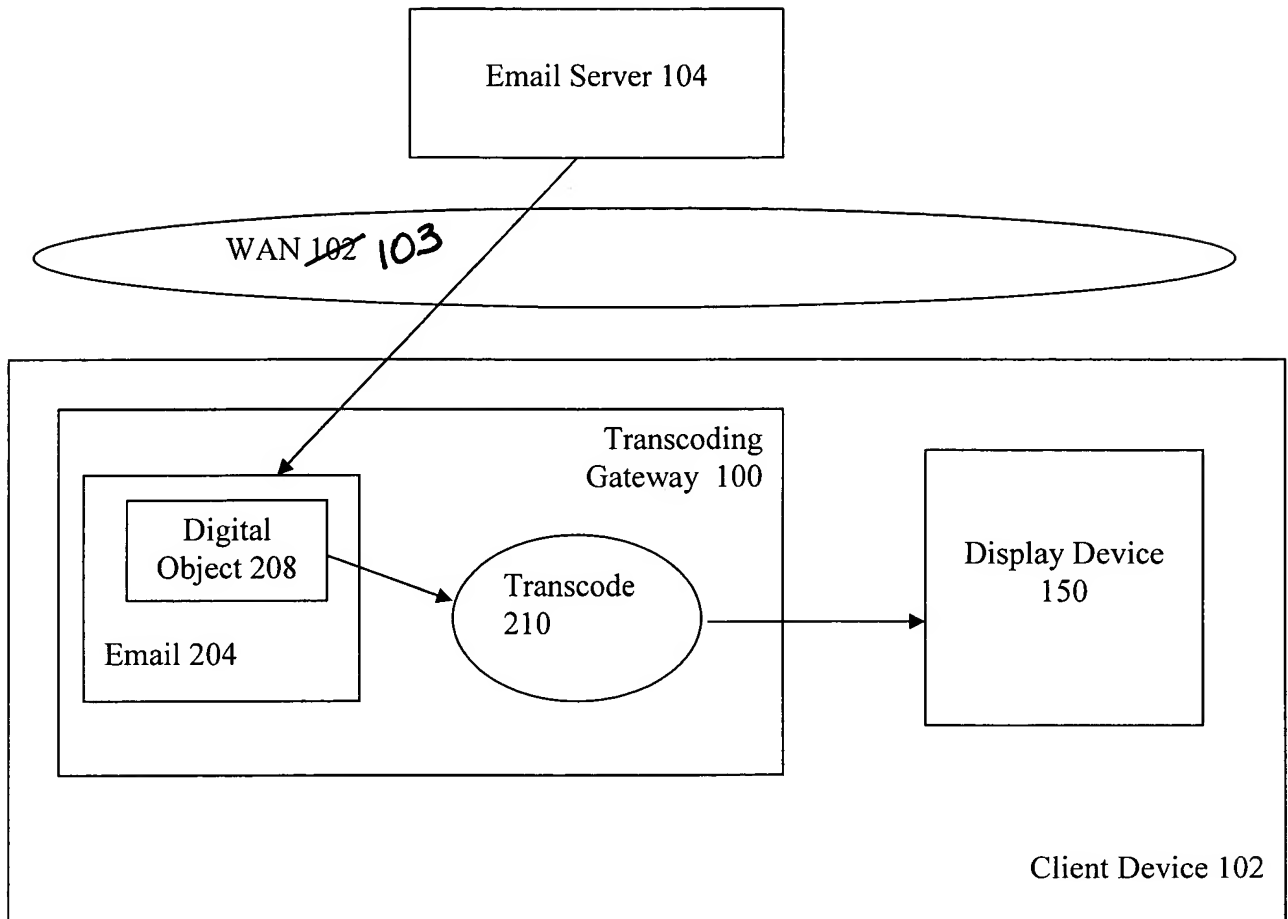 Email Server 104
WAN 102 103
Transcoding
Gateway 100
Digital
Object 208
Email 204
Transcode
210
Display Device
150
Client Device 102